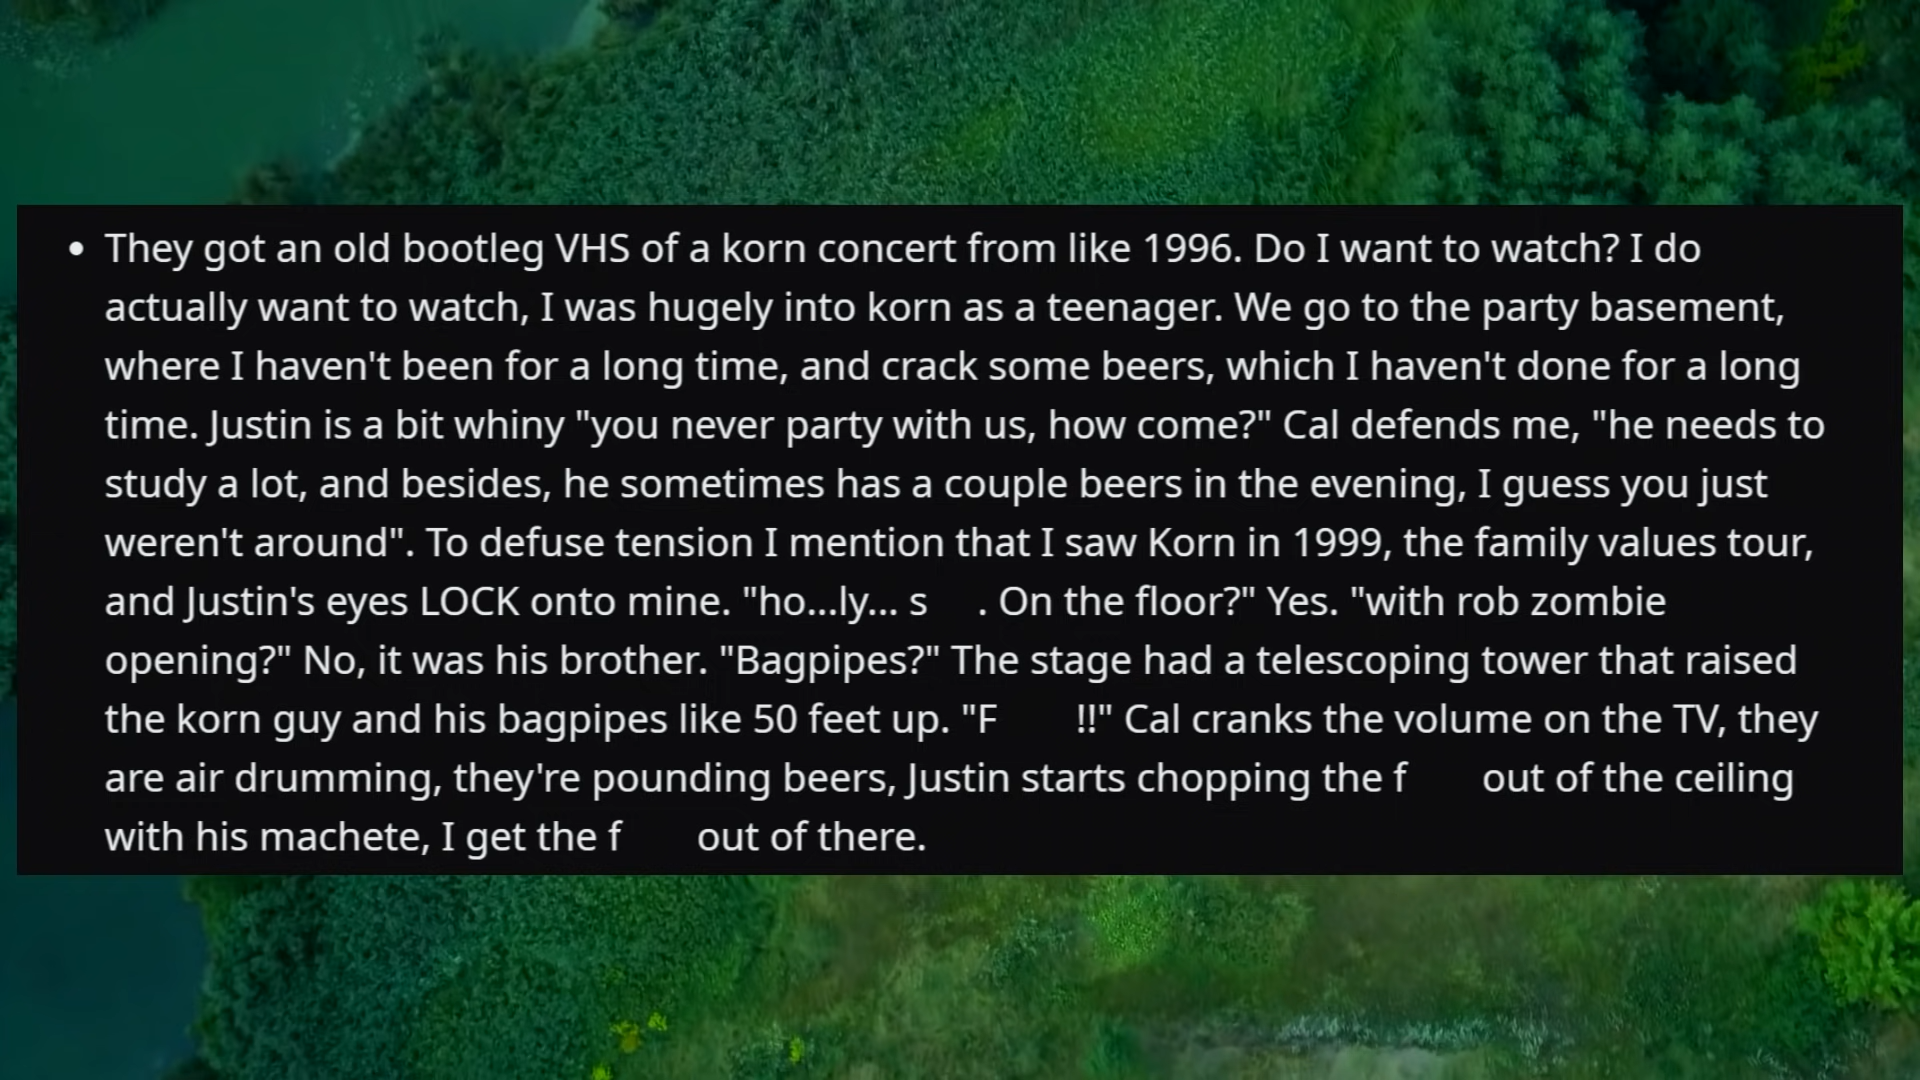 • They got an old bootleg VHS of a korn concert from like 1996. Do I want to watch? I do
actually want to watch, I was hugely into korn as a teenager. We go to the party basement,
where I haven't been for a long time, and crack some beers, which I haven't done for a long
time. Justin is a bit whiny "you never party with us, how come?" Cal defends me, "he needs to
study a lot, and besides, he sometimes has a couple beers in the evening, I guess you just
weren't around". To defuse tension I mention that I saw Korn in 1999, the family values tour,
and Justin's eyes LOCK onto mine. "ho...ly... s . On the floor?" Yes. "with rob zombie
opening?" No, it was his brother. "Bagpipes?" The stage had a telescoping tower that raised
the korn guy and his bagpipes like 50 feet up. "F !!" Cal cranks the volume on the TV, they
are air drumming, they're pounding beers, Justin starts chopping the f out of the ceiling
with his machete, I get the f out of there.